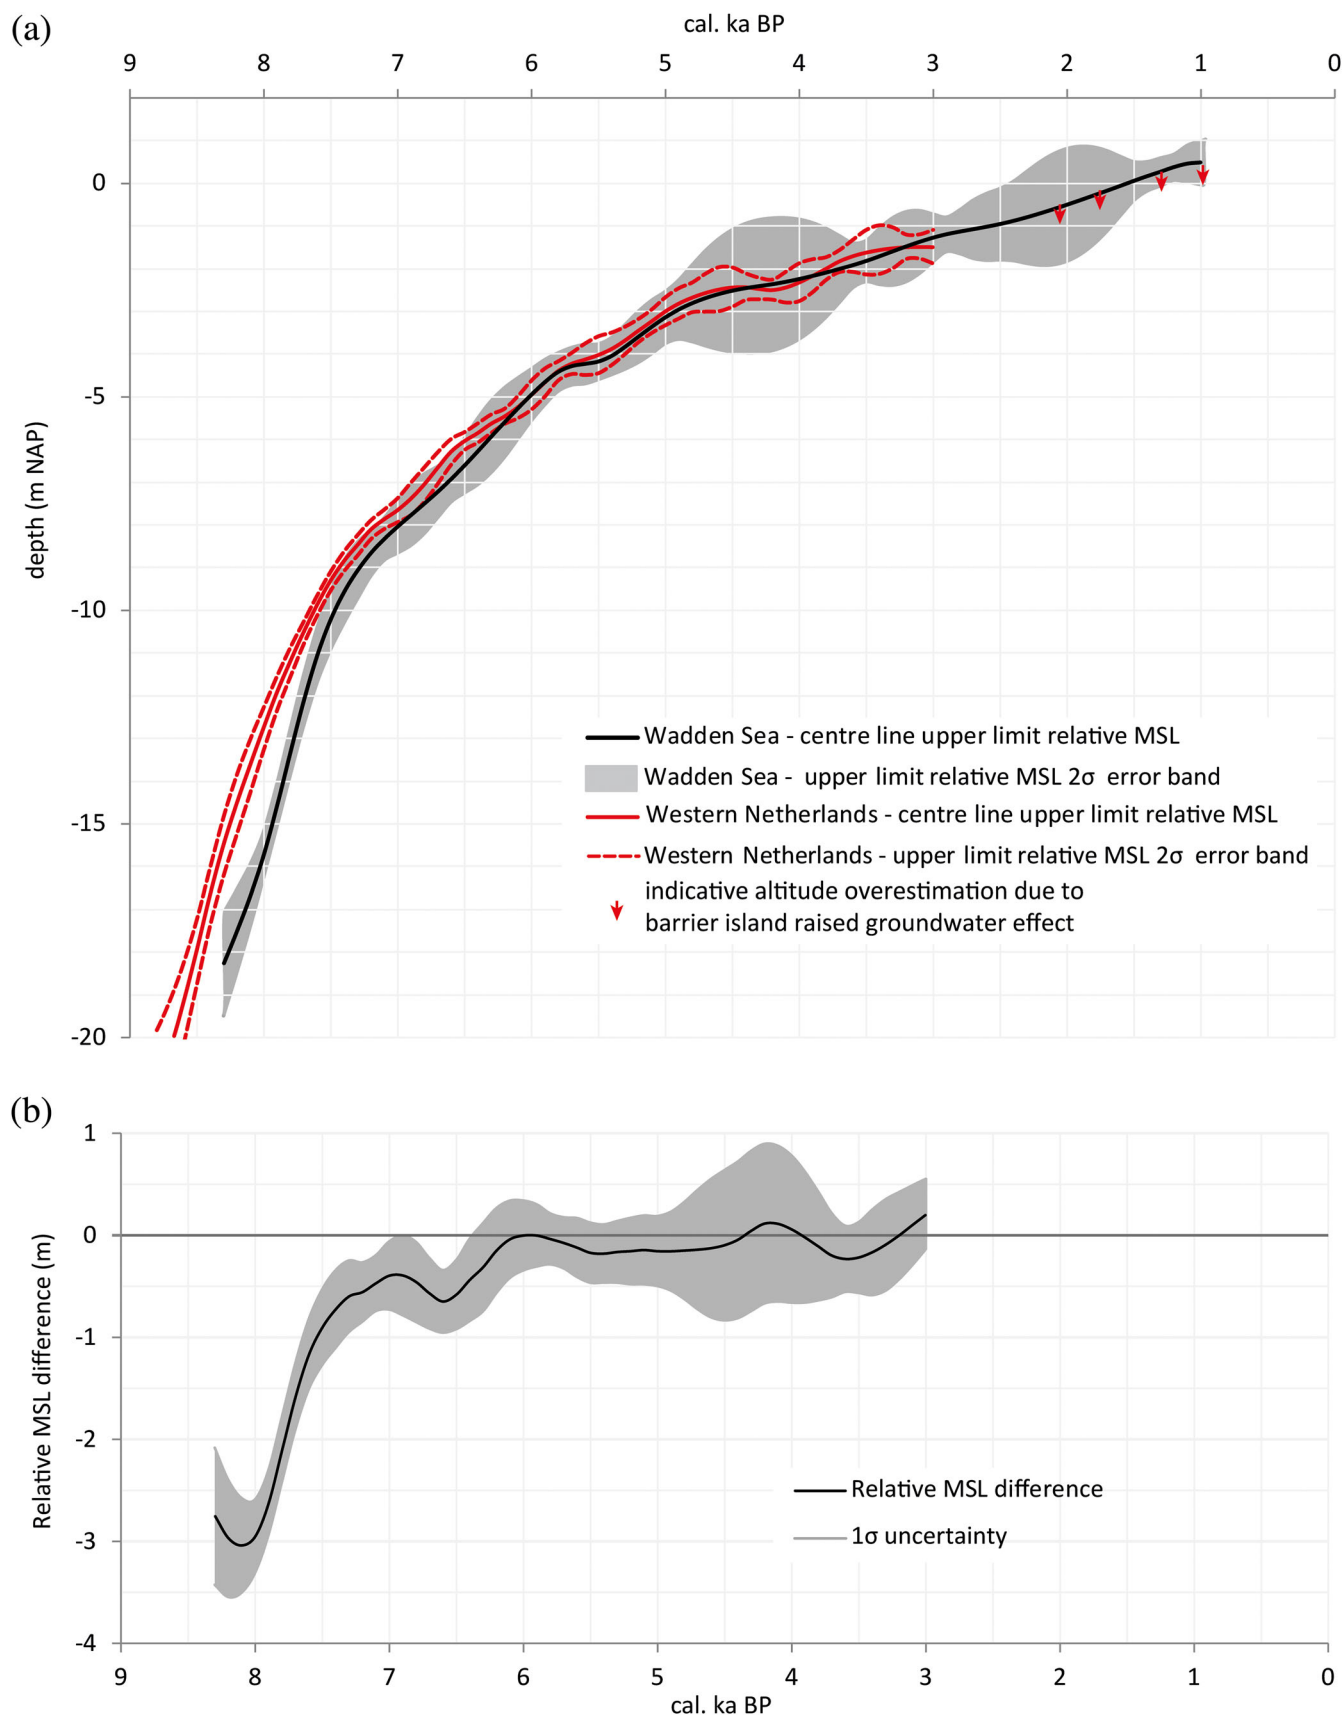 (a)
cal. ka BP
9 8 7 6 5 4 3 2 1 0
depth (m NAP)
0
-5
-10
-15
-20
Wadden Sea - centre line upper limit relative MSL
Wadden Sea - upper limit relative MSL 2σ error band
Western Netherlands - centre line upper limit relative MSL
Western Netherlands - upper limit relative MSL 2σ error band
indicative altitude overestimation due to
barrier island raised groundwater effect
(b)
Relative MSL difference (m)
1
0
-1
-2
-3
-4
Relative MSL difference
1σ uncertainty
9 8 7 6 5 4 3 2 1 0
cal. ka BP